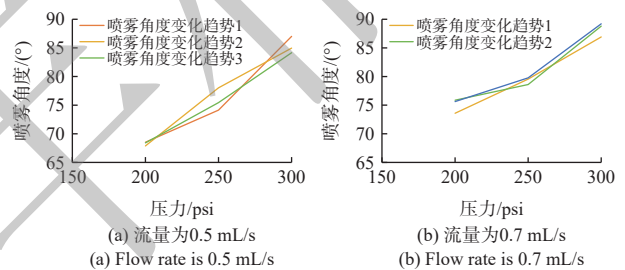 90
85
80
75
70
65
喷雾角度/(°)
喷雾角度变化趋势1
喷雾角度变化趋势2
喷雾角度变化趋势3
150 200 250 300
压力/psi
(a) 流量为0.5 mL/s
(a) Flow rate is 0.5 mL/s
90
85
80
75
70
65
喷雾角度/(°)
喷雾角度变化趋势1
喷雾角度变化趋势2
150 200 250 300
压力/psi
(b) 流量为0.7 mL/s
(b) Flow rate is 0.7 mL/s